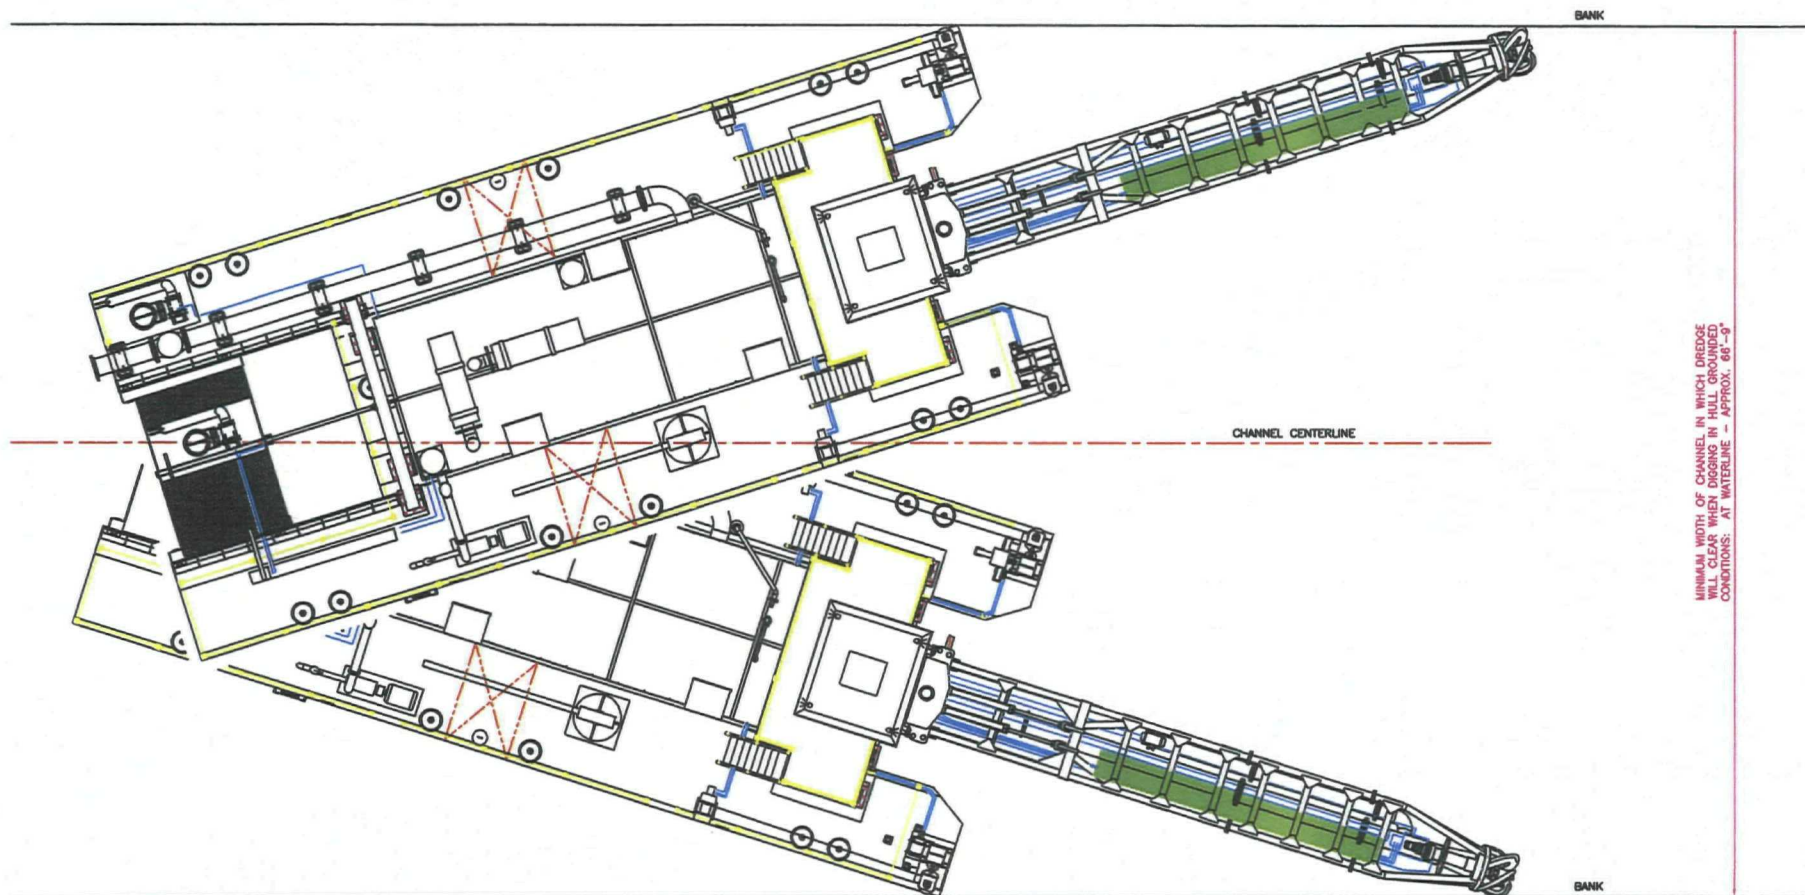 BANK
CHANNEL CENTERLINE
MINIMUM WIDTH OF CHANNEL IN WHICH DREDGE
WILL CLEAR WHEN DIGGING IN HULL GROUNDED
CONDITIONS: AT WATERLINE - APPROX. 66'-9"
BANK